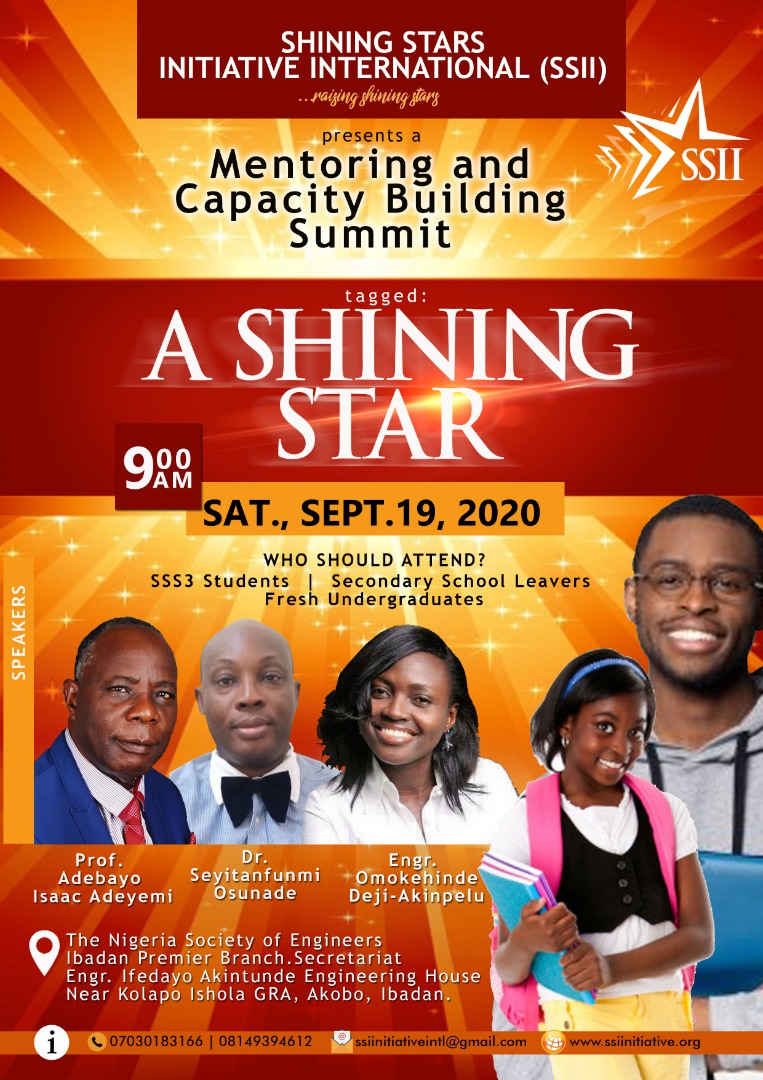 SHINING STARS
INITIATIVE INTERNATIONAL (SSII)
...raising shining stars
SSII
presents a
Mentoring and
Capacity Building
Summit
tagged:
A SHINING
STAR
9 00
AM
SAT., SEPT.19, 2020
WHO SHOULD ATTEND?
SSS3 Students | Secondary School Leavers
Fresh Undergraduates
SPEAKERS
Prof.
Adebayo
Isaac Adeyemi
Dr.
Seyitanfunmi
Osunade
Engr.
Omokehinde
Deji-Akinpelu
The Nigeria Society of Engineers
Ibadan Premier Branch.Secretariat
Engr. Ifedayo Akintunde Engineering House
Near Kolapo Ishola GRA, Akobo, Ibadan.
i 07030183166 | 08149394612 ssiinitiativeintl@gmail.com www.ssiinitiative.org